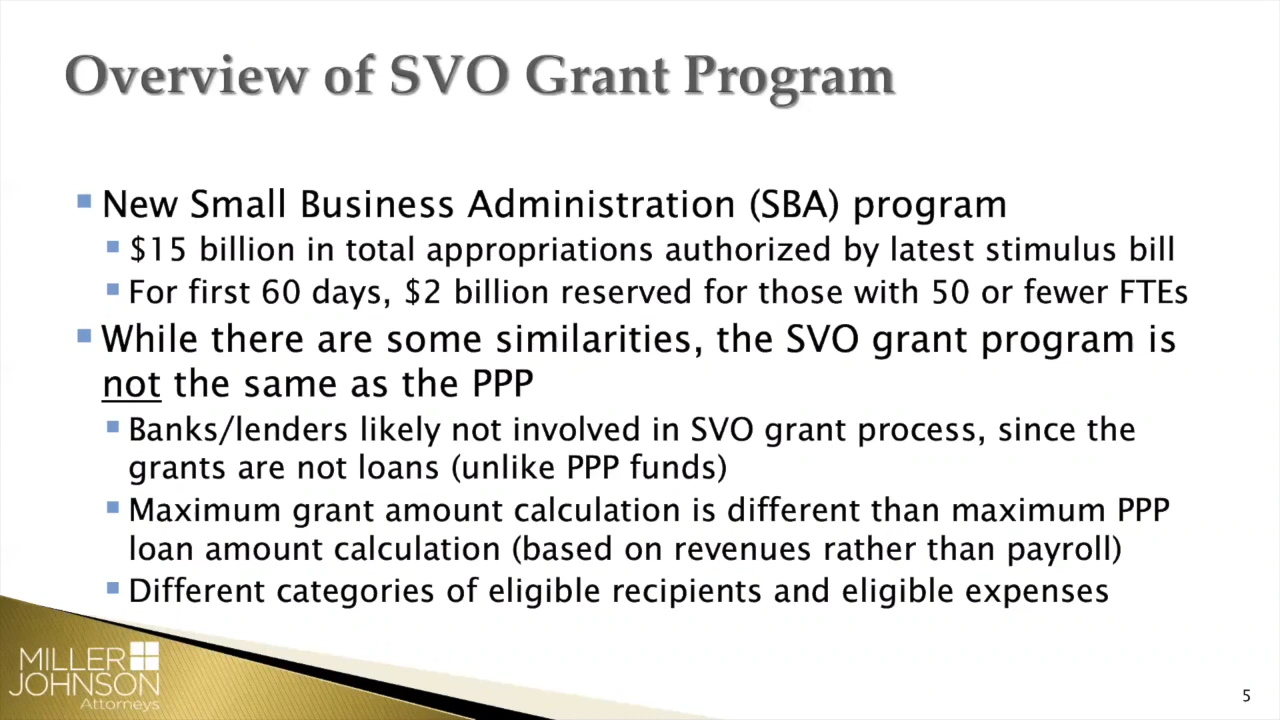 Overview of SVO Grant Program
New Small Business Administration (SBA) program
$15 billion in total appropriations authorized by latest stimulus bill
For first 60 days, $2 billion reserved for those with 50 or fewer FTEs
While there are some similarities, the SVO grant program is
not the same as the PPP
Banks/lenders likely not involved in SVO grant process, since the
grants are not loans (unlike PPP funds)
Maximum grant amount calculation is different than maximum PPP
loan amount calculation (based on revenues rather than payroll)
Different categories of eligible recipients and eligible expenses
MILLER
JOHNSON
Attorneys
5